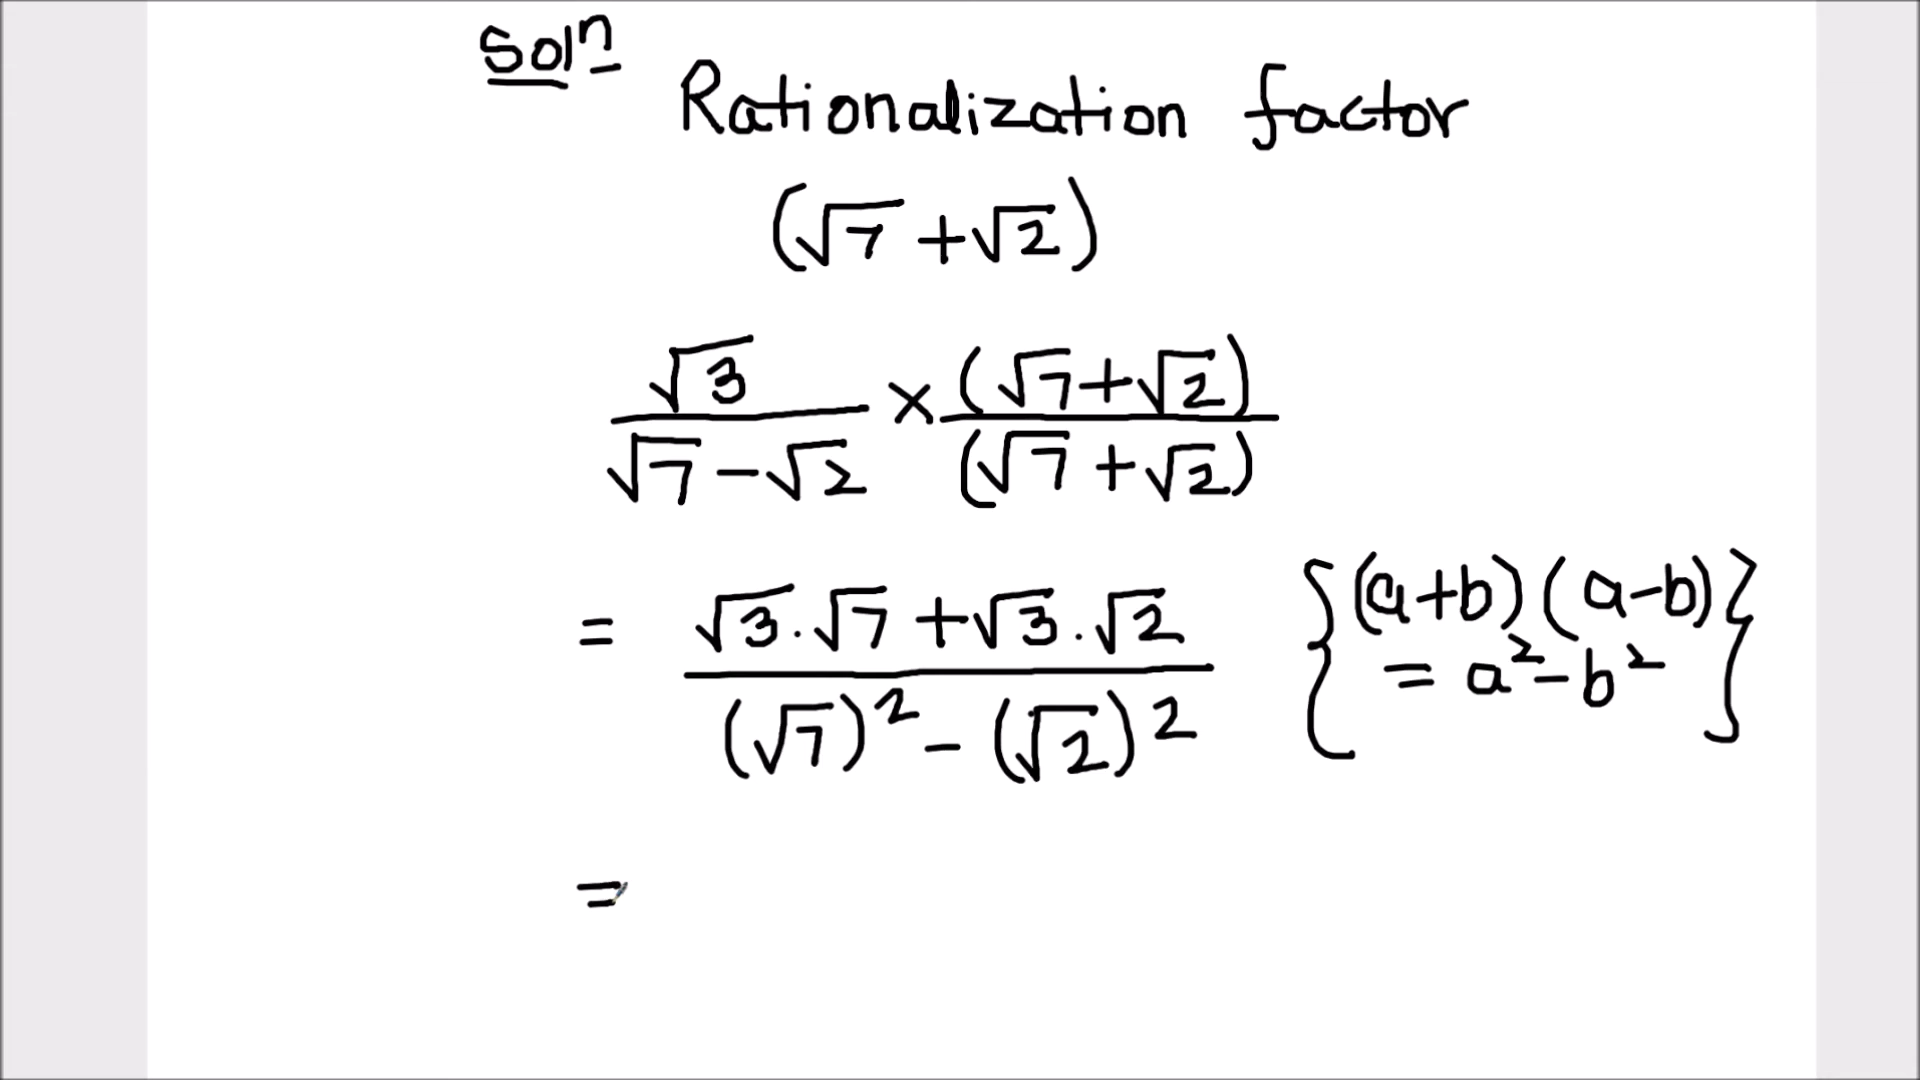 Soln
Rationalization factor
(√7 + √2)
√3 / √7 − √2 × (√7 + √2) / (√7 + √2)
= √3 . √7 + √3 . √2 / (√7)² − (√2)²
{(a+b) (a−b)
= a² − b²}
=